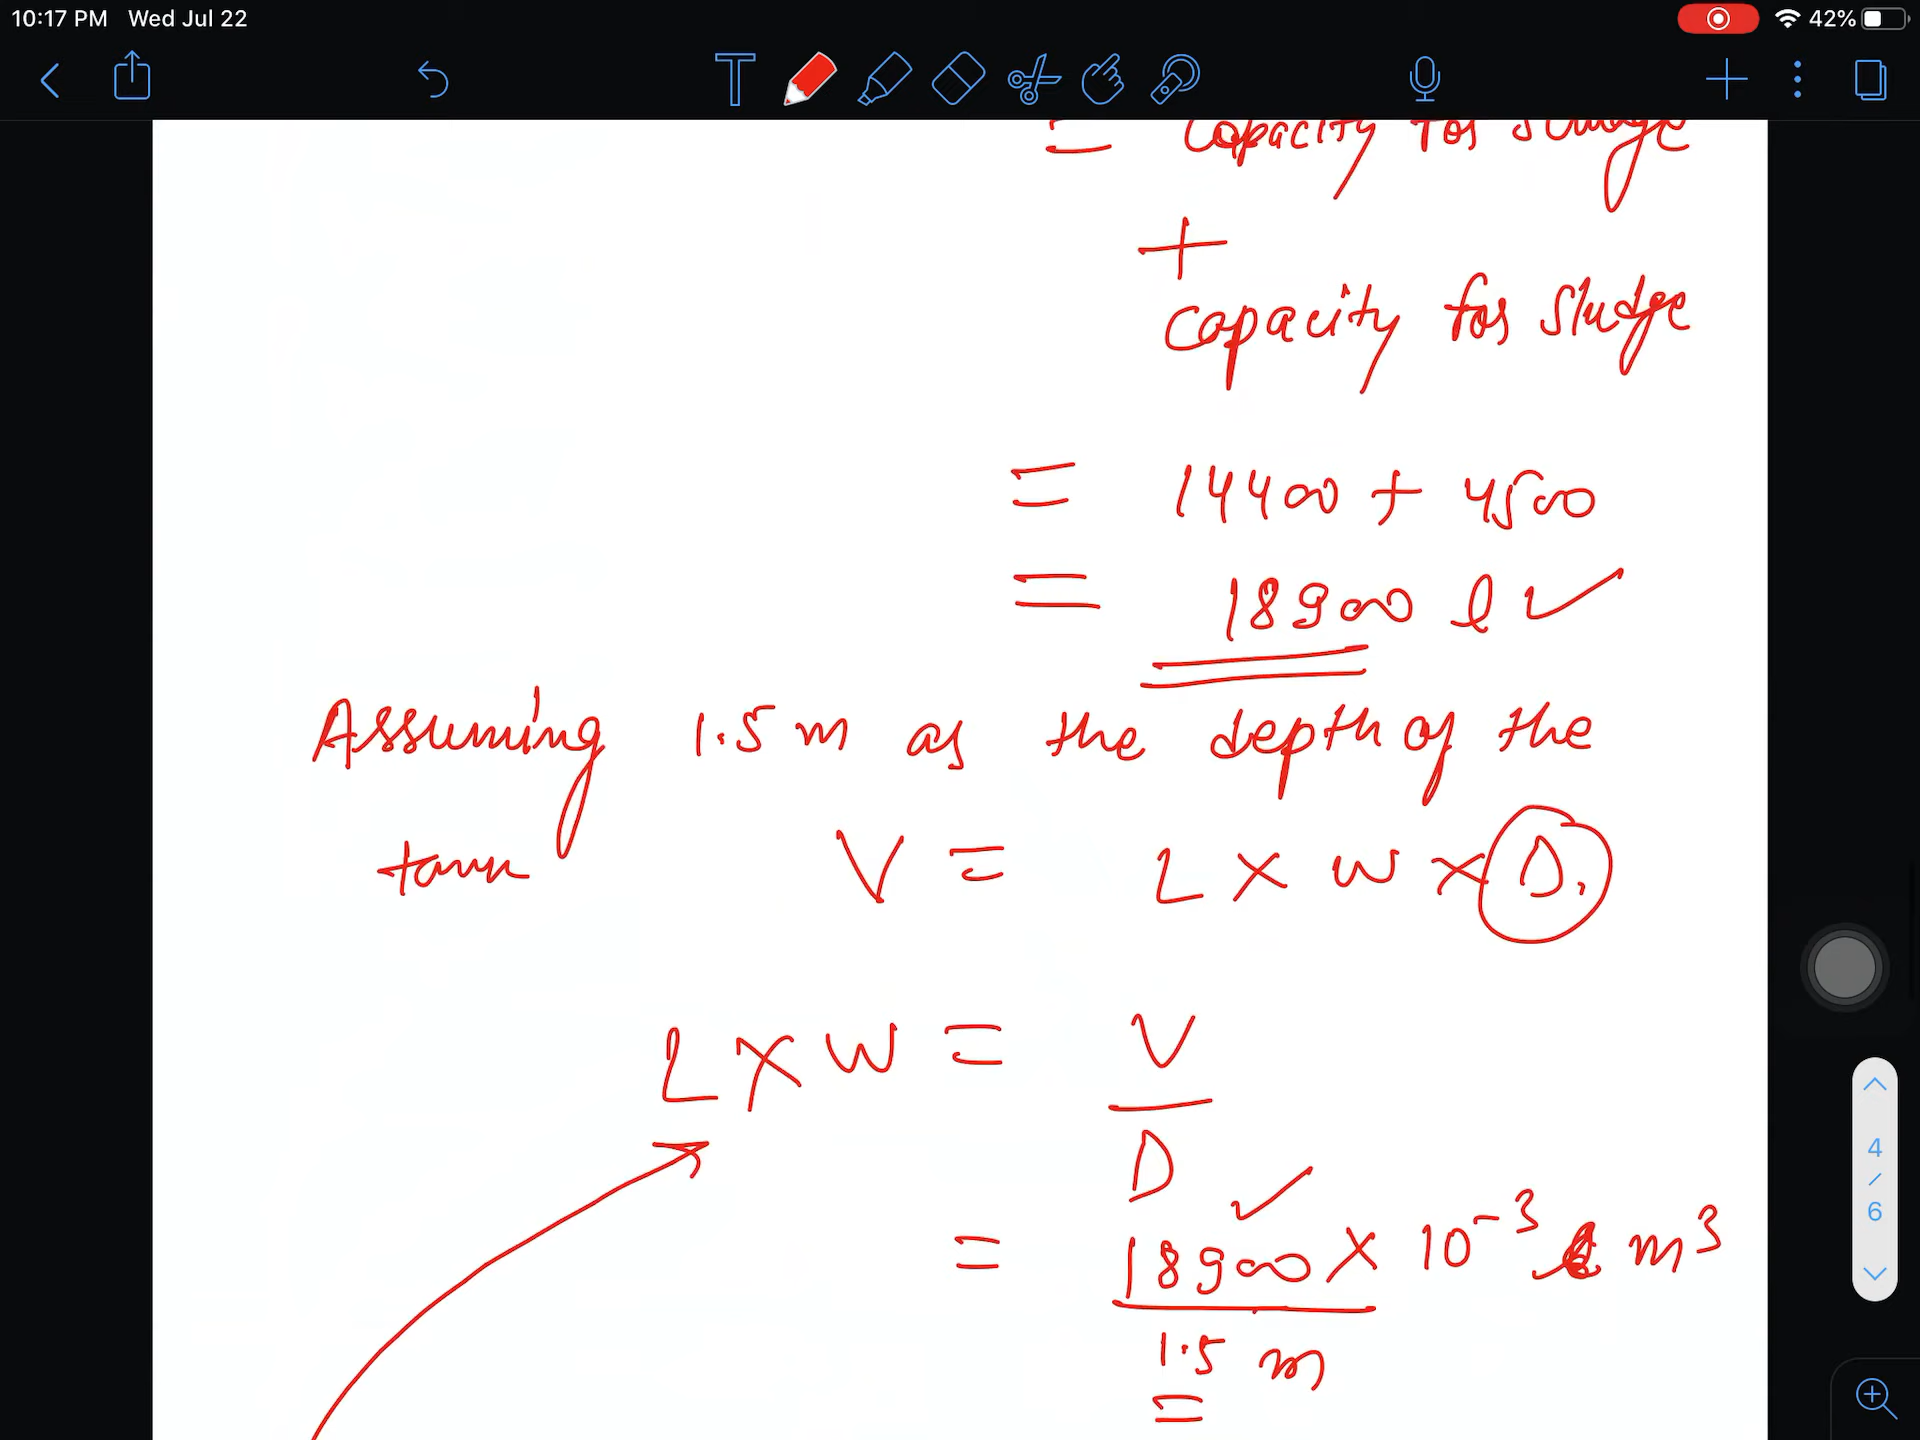 10:17 PM Wed Jul 22
42%
T
= Capacity for sludge
+
Capacity for Sludge
= 14400 + 4500
= 18900 l ✓
Assuming 1.5 m as the depth of the
tank V = L × W × D.
L × W = V
D
= 18900 × 10⁻³ m³
1.5 m
4
/
6